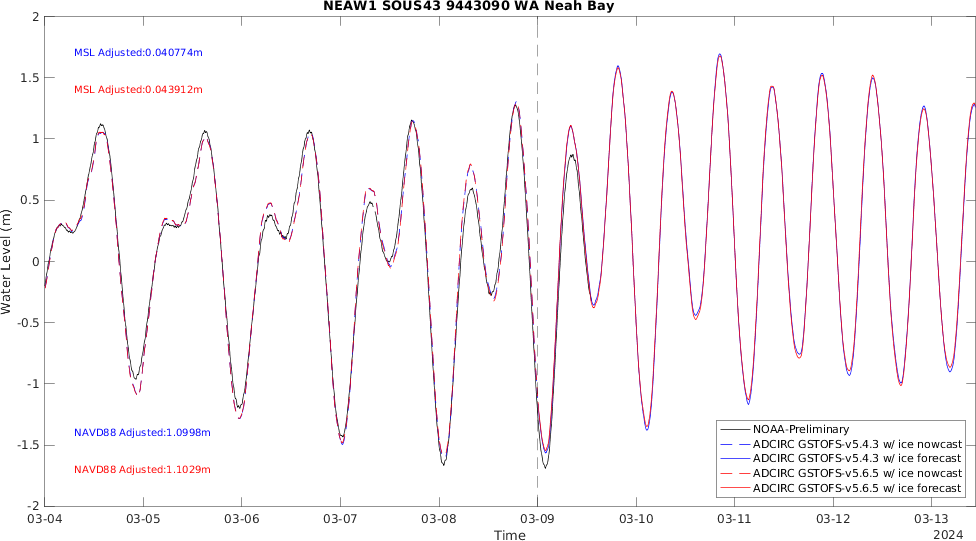 NEAW1 SOUS43 9443090 WA Neah Bay
2
MSL Adjusted:0.040774m
1.5
MSL Adjusted:0.043912m
1
0.5
Water Level (m)
0
-0.5
-1
NAVD88 Adjusted:1.0998m
-1.5
NAVD88 Adjusted:1.1029m
-2
NOAA-Preliminary
ADCIRC GSTOFS-v5.4.3 w/ ice nowcast
ADCIRC GSTOFS-v5.4.3 w/ ice forecast
ADCIRC GSTOFS-v5.6.5 w/ ice nowcast
ADCIRC GSTOFS-v5.6.5 w/ ice forecast
03-04 03-05 03-06 03-07 03-08 03-09 03-10 03-11 03-12 03-13
Time
2024